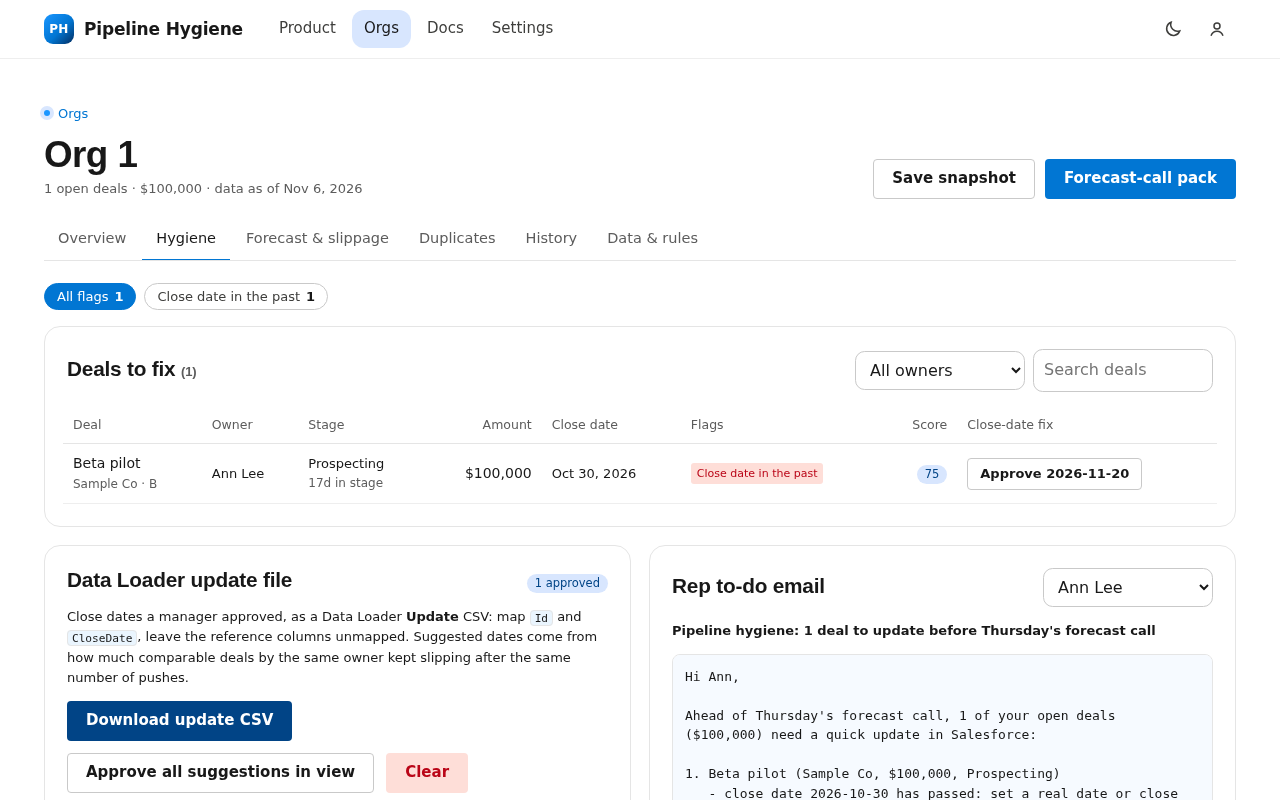 PH Pipeline Hygiene Product Orgs Docs Settings
Orgs
Org 1
1 open deals · $100,000 · data as of Nov 6, 2026
Save snapshot Forecast-call pack
Overview Hygiene Forecast & slippage Duplicates History Data & rules
All flags 1 Close date in the past 1
Deals to fix (1) All owners Search deals
Deal Owner Stage Amount Close date Flags Score Close-date fix
Beta pilot Ann Lee Prospecting $100,000 Oct 30, 2026 Close date in the past 75 Approve 2026-11-20
Sample Co · B 17d in stage
Data Loader update file 1 approved
Close dates a manager approved, as a Data Loader Update CSV: map Id and
CloseDate, leave the reference columns unmapped. Suggested dates come from
how much comparable deals by the same owner kept slipping after the same
number of pushes.
Download update CSV
Approve all suggestions in view Clear
Rep to-do email Ann Lee
Pipeline hygiene: 1 deal to update before Thursday's forecast call
Hi Ann,
Ahead of Thursday's forecast call, 1 of your open deals
($100,000) need a quick update in Salesforce:
1. Beta pilot (Sample Co, $100,000, Prospecting)
- close date 2026-10-30 has passed: set a real date or close